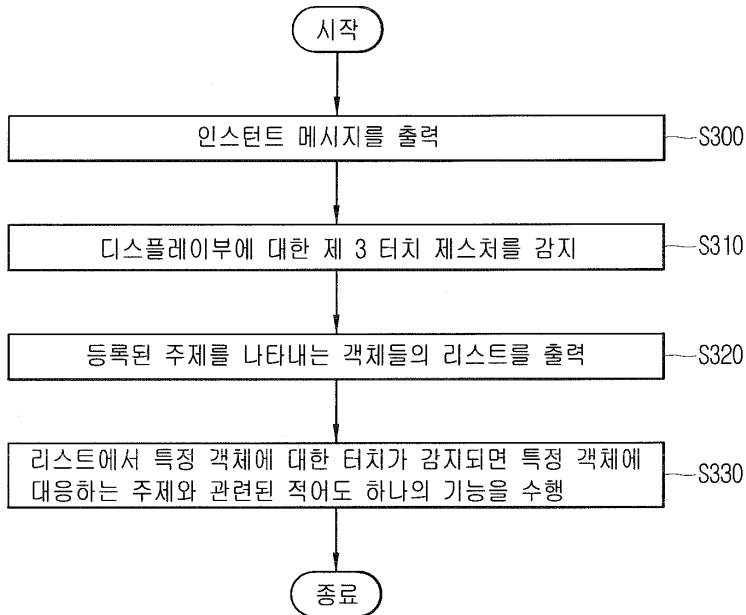 시작
인스턴트 메시지를 출력
S300
디스플레이부에 대한 제 3 터치 제스처를 감지
S310
등록된 주제를 나타내는 객체들의 리스트를 출력
S320
리스트에서 특정 객체에 대한 터치가 감지되면 특정 객체에
대응하는 주제와 관련된 적어도 하나의 기능을 수행
S330
종료